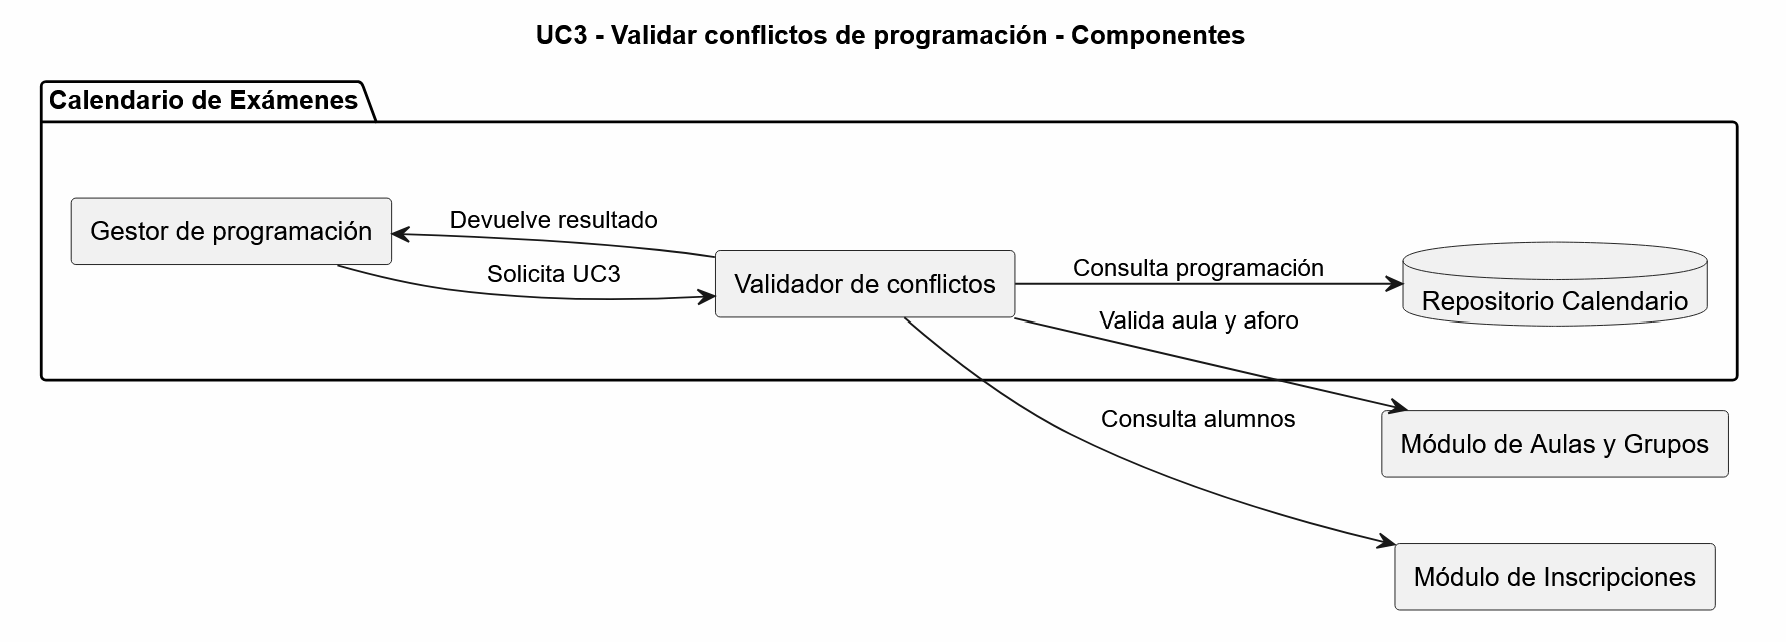 UC3 - Validar conflictos de programación - Componentes
Calendario de Exámenes
Gestor de programación
Devuelve resultado
Solicita UC3
Validador de conflictos
Consulta programación
Repositorio Calendario
Valida aula y aforo
Consulta alumnos
Módulo de Aulas y Grupos
Módulo de Inscripciones